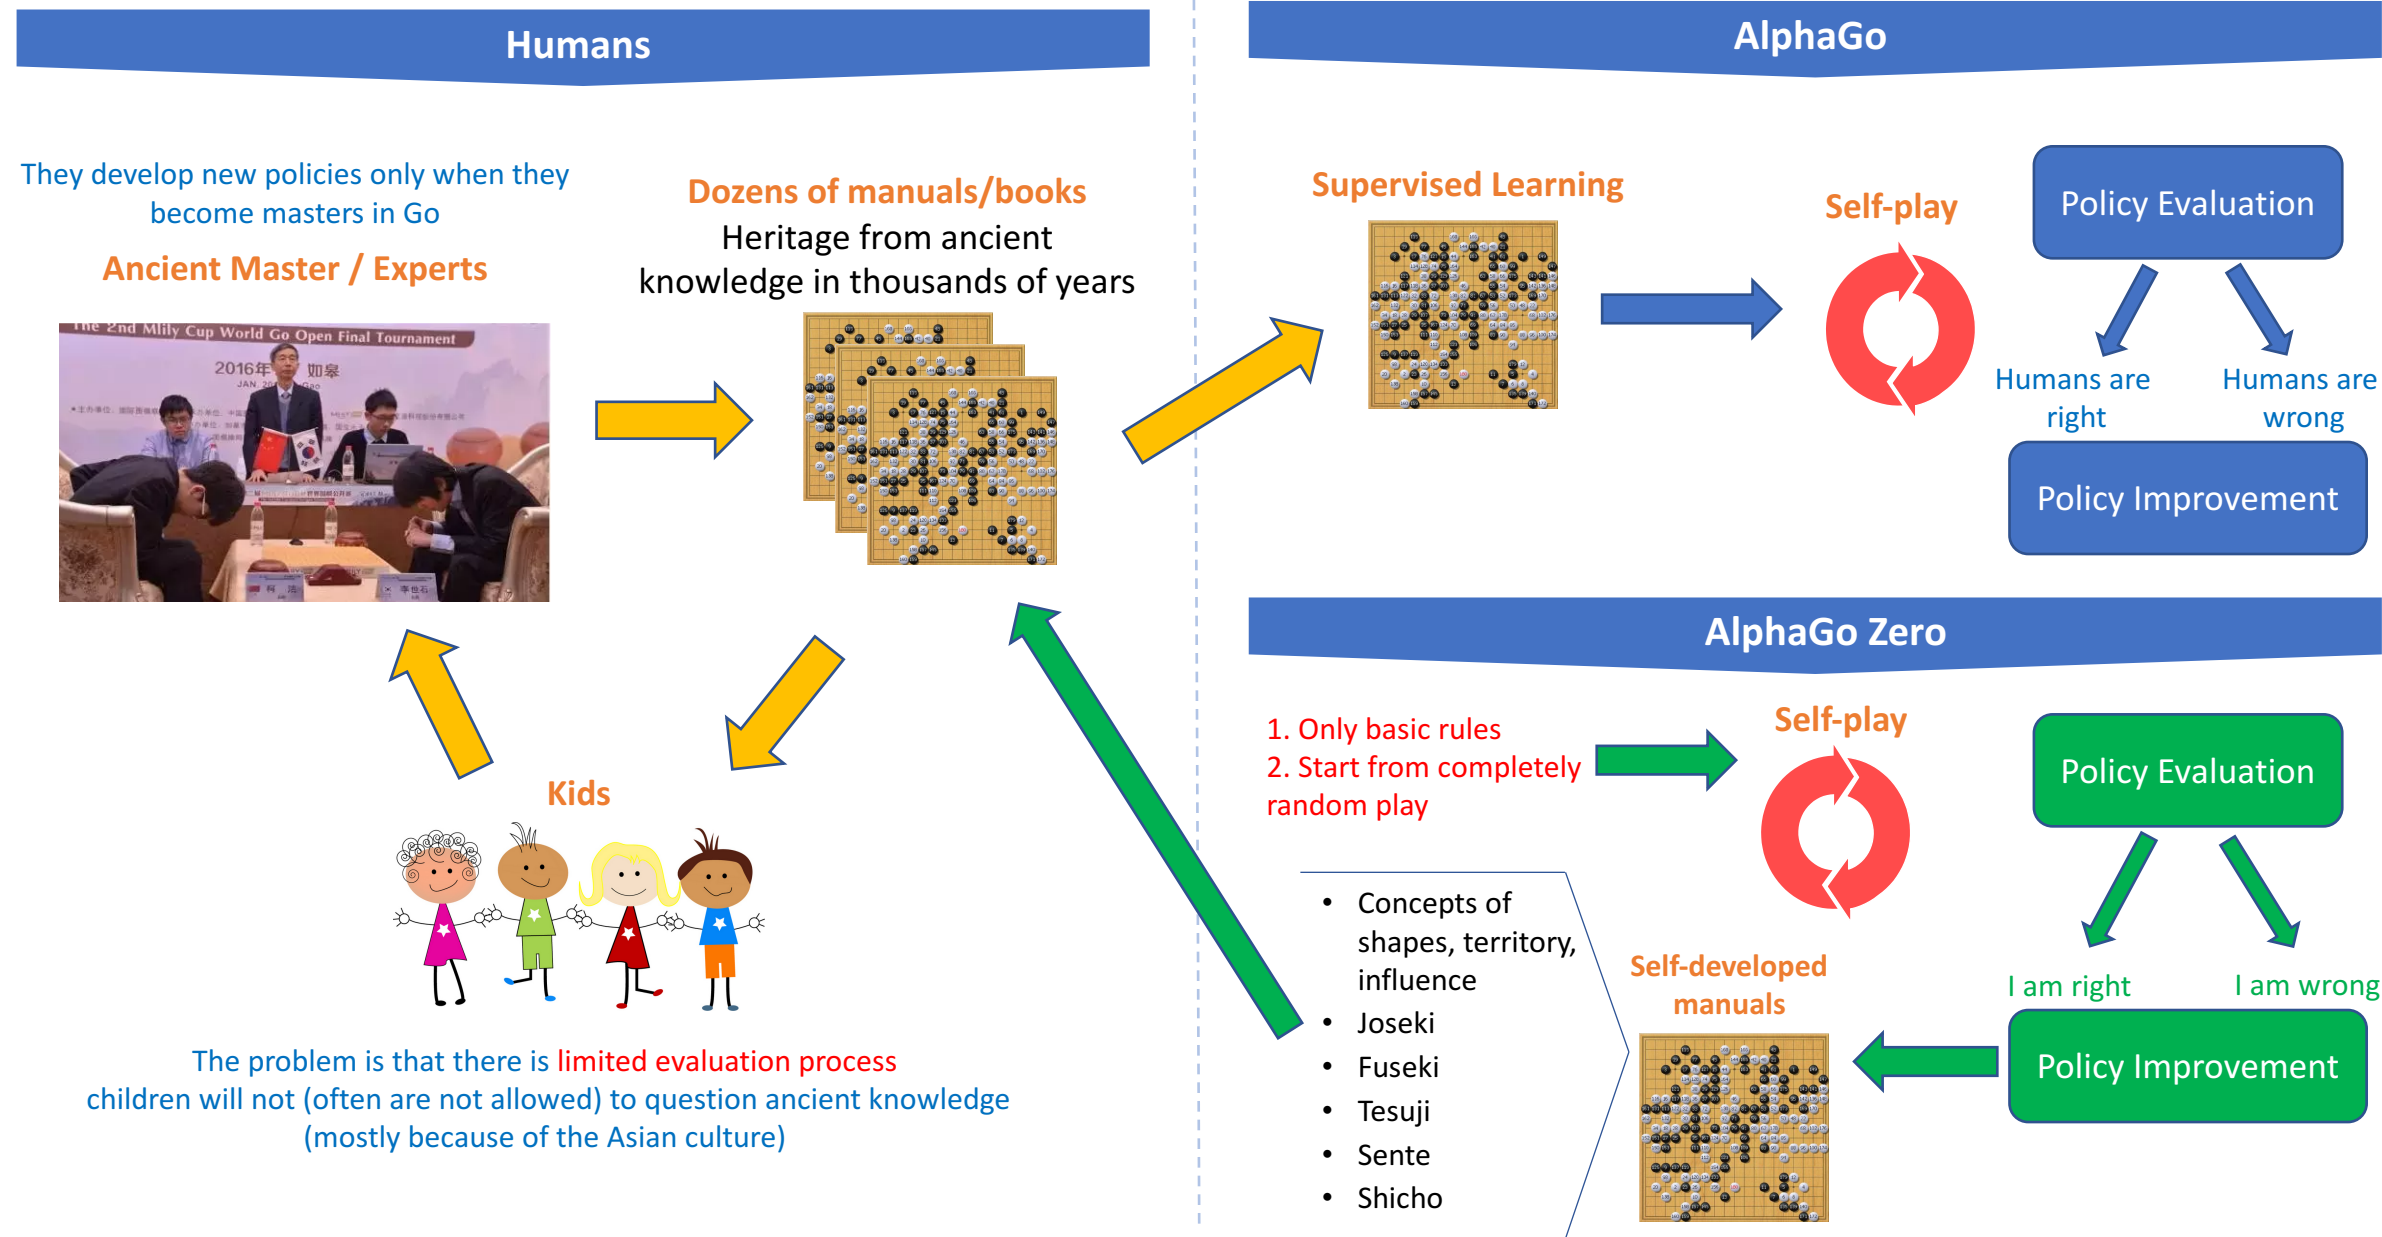 Humans
They develop new policies only when they
become masters in Go
Ancient Master / Experts
The 2nd Mlily Cup World Go Open Final Tournament
2016年 如皋
柯 洁
李世石
Dozens of manuals/books
Heritage from ancient
knowledge in thousands of years
Kids
The problem is that there is limited evaluation process
children will not (often are not allowed) to question ancient knowledge
(mostly because of the Asian culture)
AlphaGo
Supervised Learning
Self-play
Policy Evaluation
Humans are
right
Humans are
wrong
Policy Improvement
AlphaGo Zero
1. Only basic rules
2. Start from completely
random play
Self-play
Policy Evaluation
I am right
I am wrong
Policy Improvement
Self-developed
manuals
• Concepts of
shapes, territory,
influence
• Joseki
• Fuseki
• Tesuji
• Sente
• Shicho